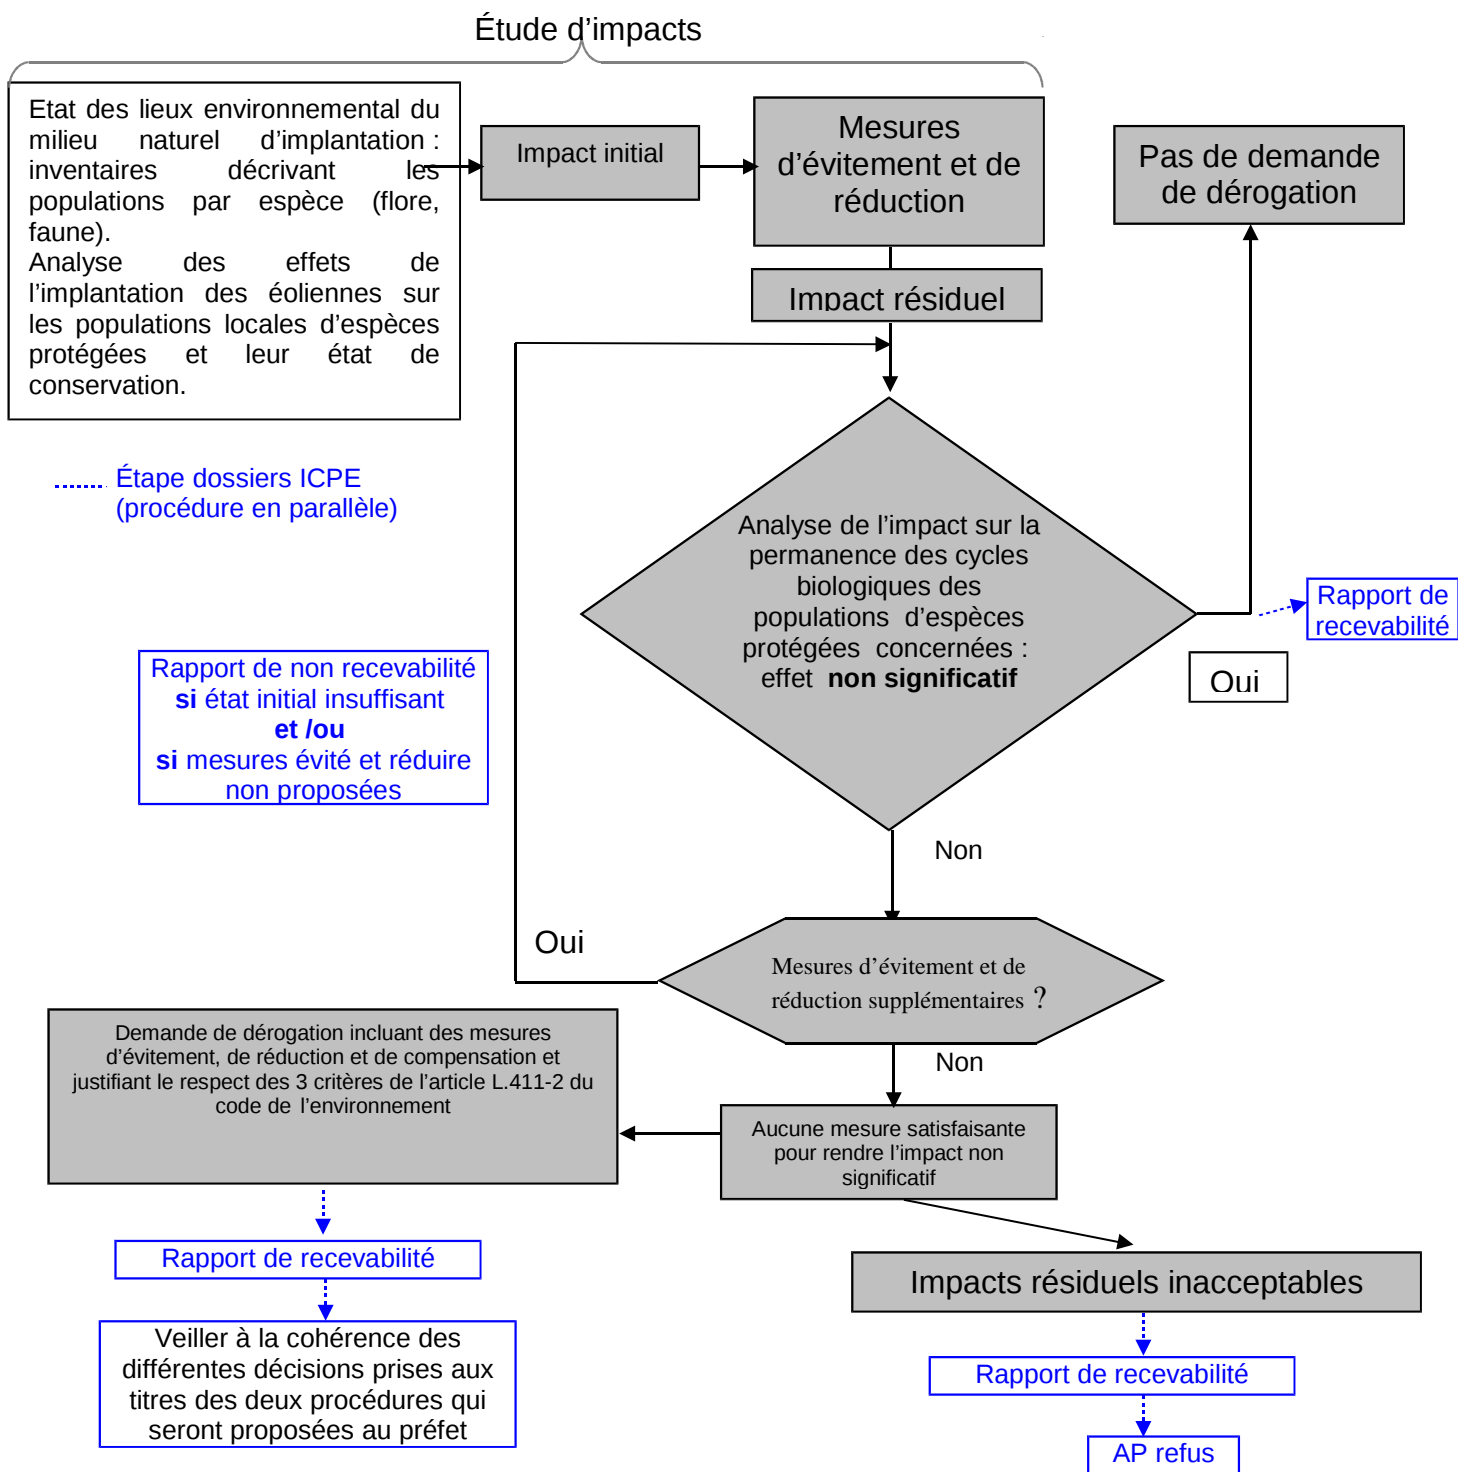 Étude d’impacts
Etat des lieux environnemental du
milieu naturel d’implantation :
inventaires décrivant les
populations par espèce (flore,
faune).
Analyse des effets de
l’implantation des éoliennes sur
les populations locales d’espèces
protégées et leur état de
conservation.
Impact initial
Mesures
d’évitement et de
réduction
Pas de demande
de dérogation
Impact résiduel
Étape dossiers ICPE
(procédure en parallèle)
Analyse de l’impact sur la
permanence des cycles
biologiques des
populations d’espèces
protégées concernées :
effet non significatif
Rapport de
recevabilité
Oui
Rapport de non recevabilité
si état initial insuffisant
et /ou
si mesures évité et réduire
non proposées
Non
Oui
Mesures d’évitement et de
réduction supplémentaires ?
Non
Demande de dérogation incluant des mesures
d’évitement, de réduction et de compensation et
justifiant le respect des 3 critères de l’article L.411-2 du
code de l’environnement
Aucune mesure satisfaisante
pour rendre l’impact non
significatif
Rapport de recevabilité
Veiller à la cohérence des
différentes décisions prises aux
titres des deux procédures qui
seront proposées au préfet
Impacts résiduels inacceptables
Rapport de recevabilité
AP refus